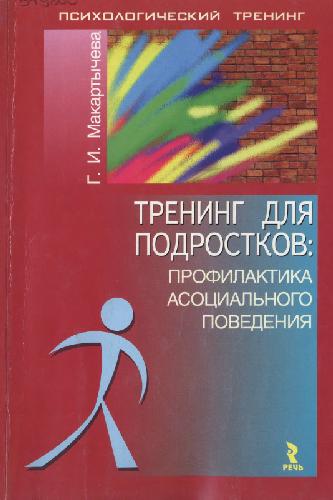 ПСИХОЛОГИЧЕСКИЙ ТРЕНИНГ
Г. И. Макартычева
ТРЕНИНГ ДЛЯ
ПОДРОСТКОВ:
ПРОФИЛАКТИКА
АСОЦИАЛЬНОГО
ПОВЕДЕНИЯ
РЕЧЬ